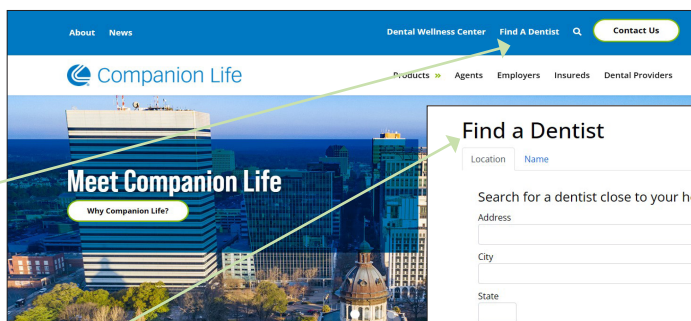 About News Dental Wellness Center Find A Dentist Contact Us
Companion Life Products » Agents Employers Insureds Dental Providers
Meet Companion Life
Why Companion Life?
Find a Dentist
Location Name
Search for a dentist close to your
Address
City
State